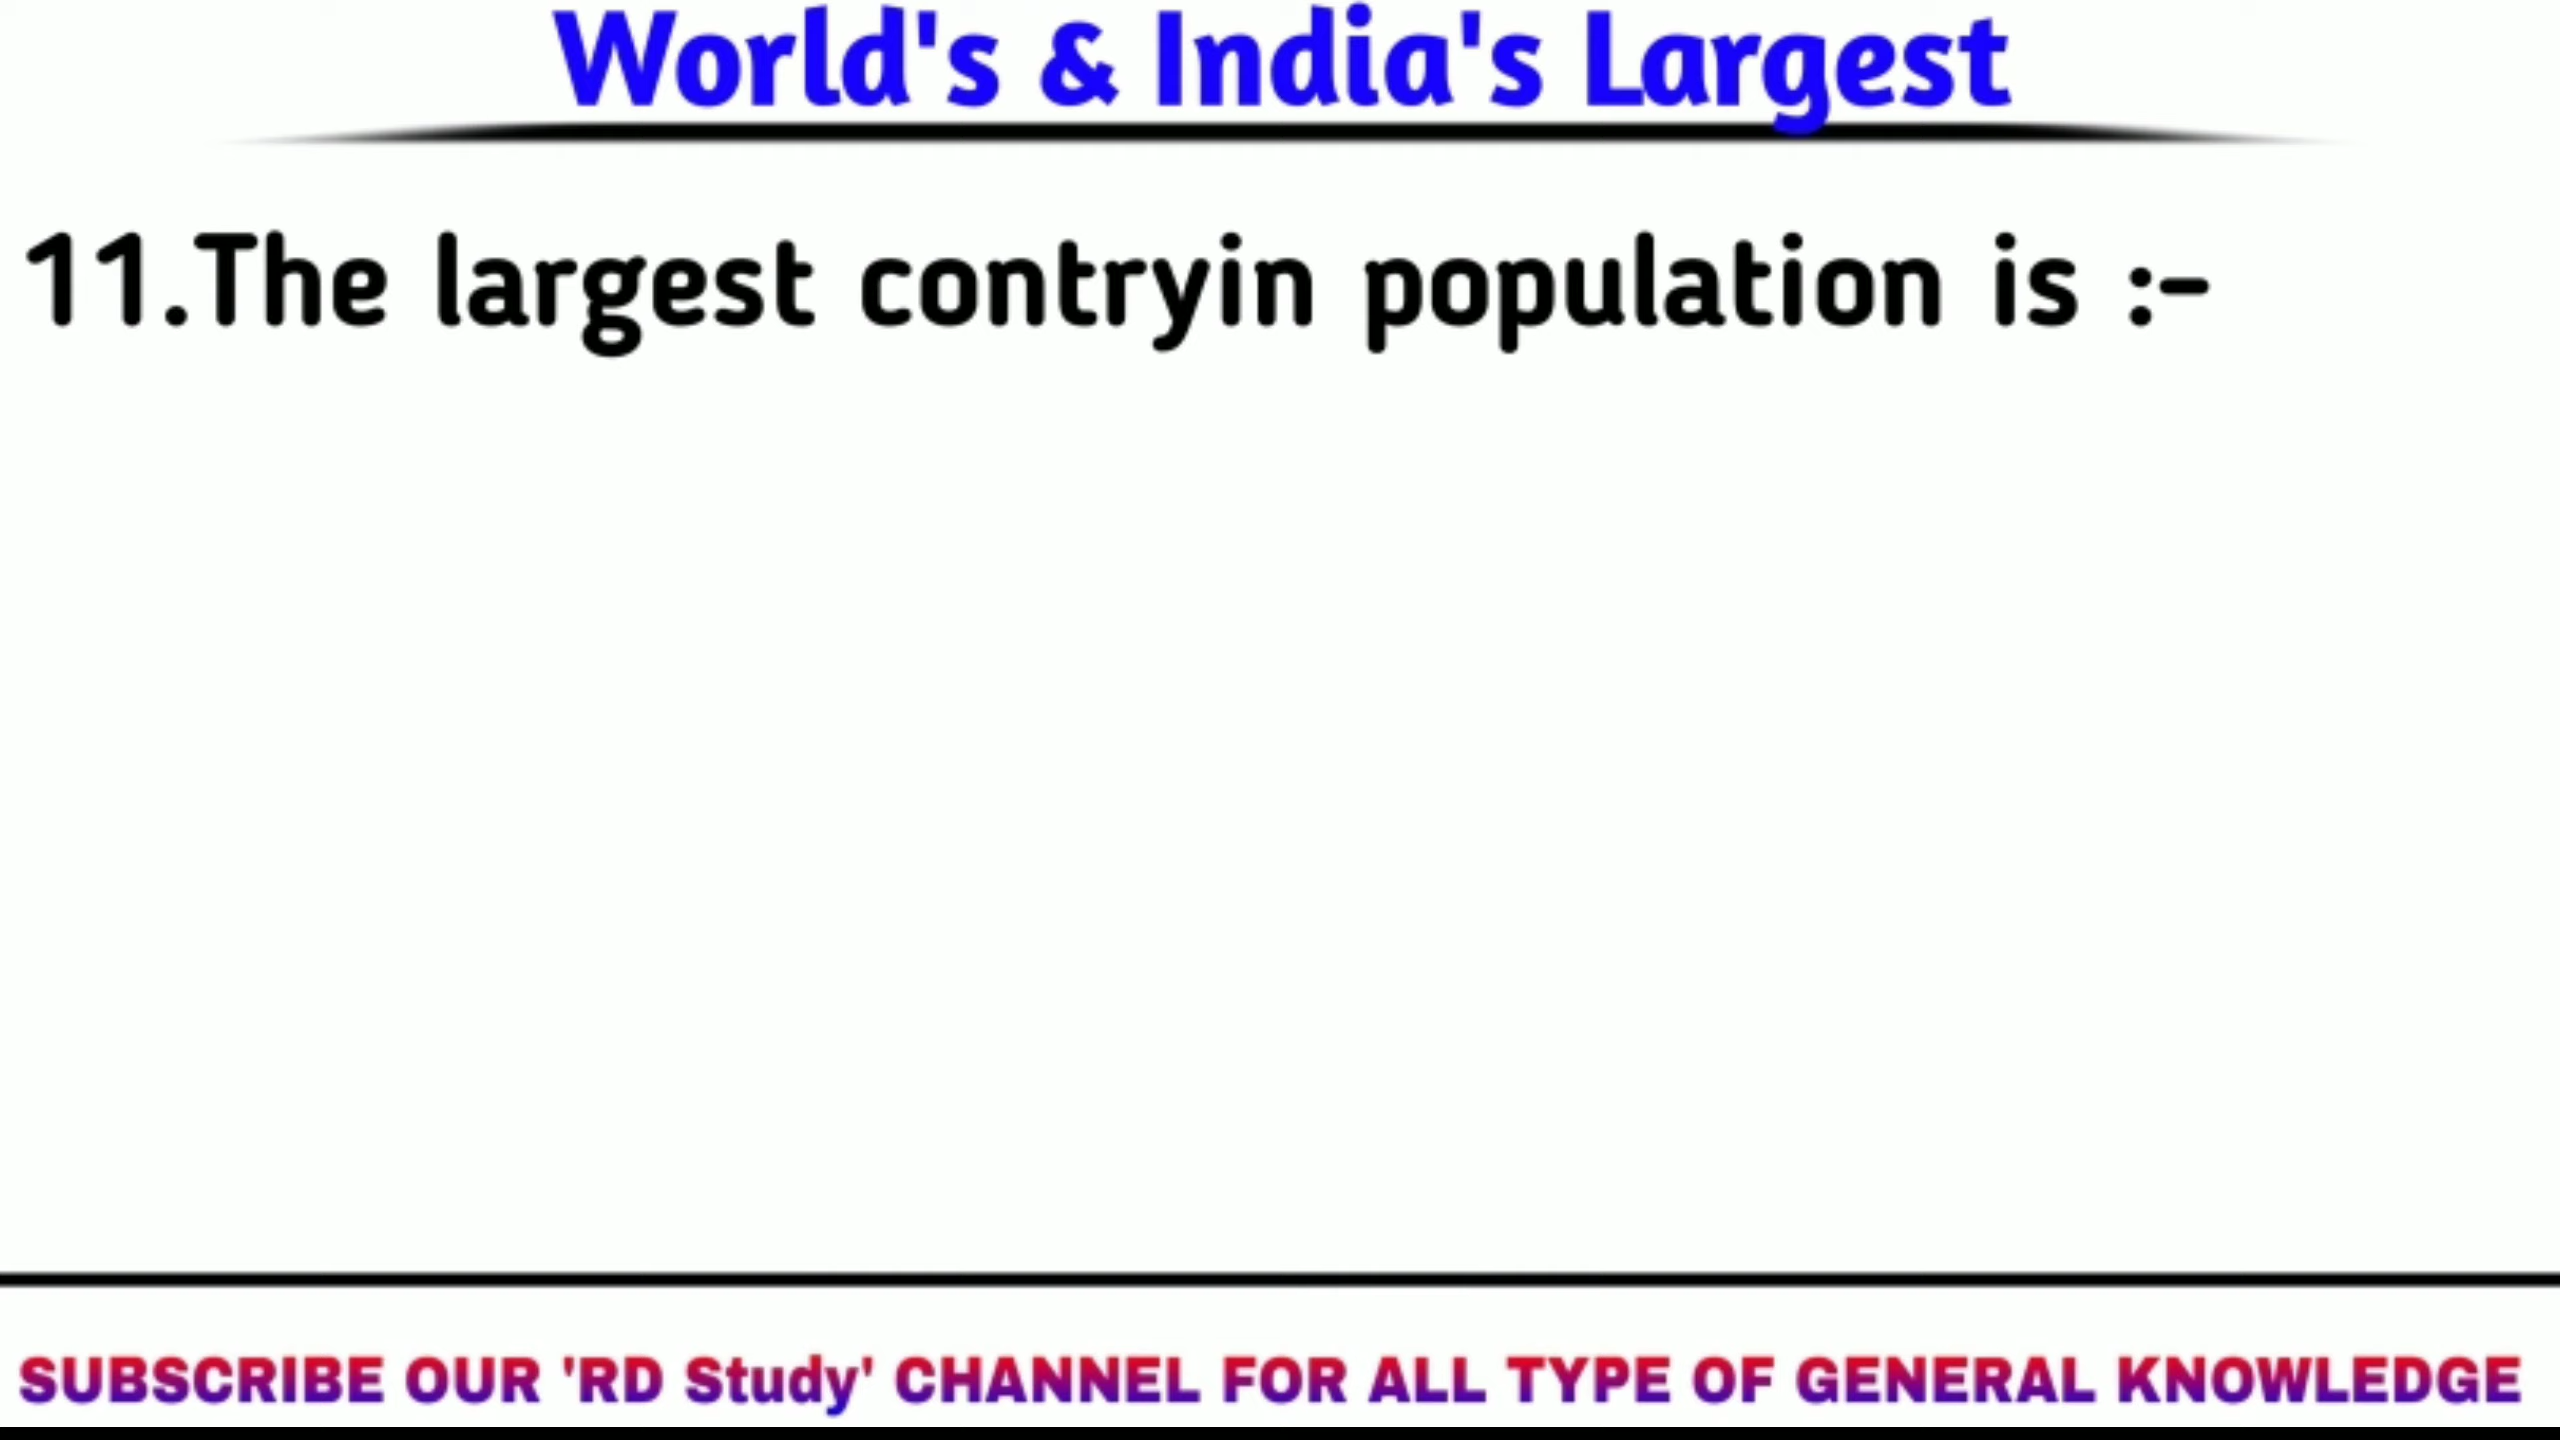 World's & India's Largest
11.The largest contryin population is :-
SUBSCRIBE OUR 'RD Study' CHANNEL FOR ALL TYPE OF GENERAL KNOWLEDGE